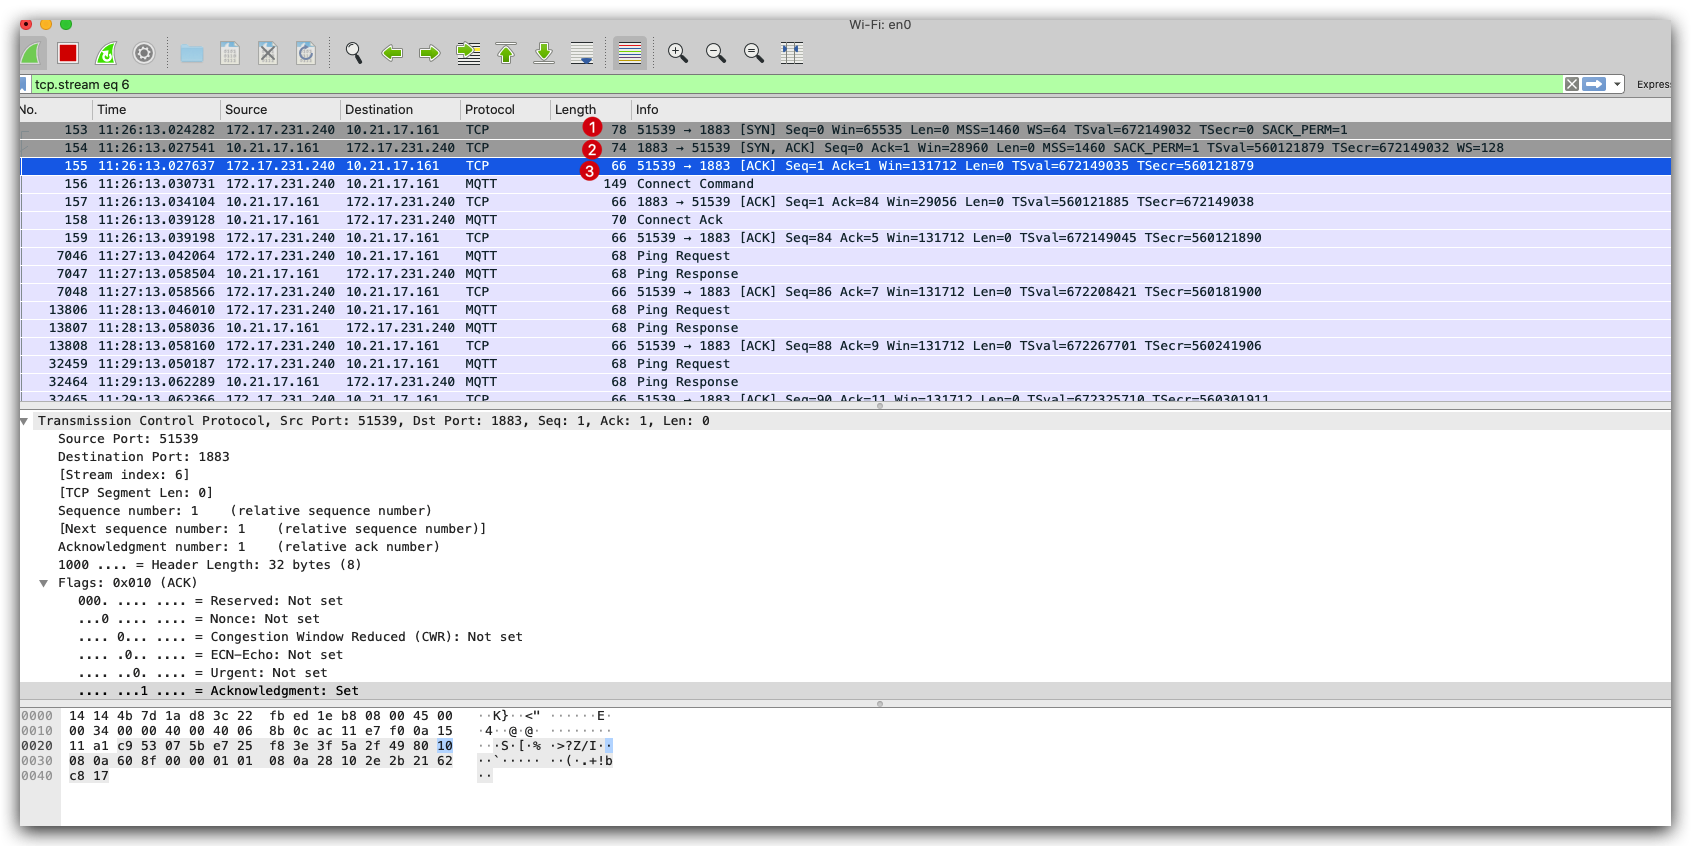 Wi-Fi: en0
tcp.stream eq 6
Express
No. Time Source Destination Protocol Length Info
153 11:26:13.024282 172.17.231.240 10.21.17.161 TCP 1 78 51539 → 1883 [SYN] Seq=0 Win=65535 Len=0 MSS=1460 WS=64 TSval=672149032 TSecr=0 SACK_PERM=1
154 11:26:13.027541 10.21.17.161 172.17.231.240 TCP 2 74 1883 → 51539 [SYN, ACK] Seq=0 Ack=1 Win=28960 Len=0 MSS=1460 SACK_PERM=1 TSval=560121879 TSecr=672149032 WS=128
155 11:26:13.027637 172.17.231.240 10.21.17.161 TCP 3 66 51539 → 1883 [ACK] Seq=1 Ack=1 Win=131712 Len=0 TSval=672149035 TSecr=560121879
156 11:26:13.030731 172.17.231.240 10.21.17.161 MQTT 149 Connect Command
157 11:26:13.034104 10.21.17.161 172.17.231.240 TCP 66 1883 → 51539 [ACK] Seq=1 Ack=84 Win=29056 Len=0 TSval=560121885 TSecr=672149038
158 11:26:13.039128 10.21.17.161 172.17.231.240 MQTT 70 Connect Ack
159 11:26:13.039198 172.17.231.240 10.21.17.161 TCP 66 51539 → 1883 [ACK] Seq=84 Ack=5 Win=131712 Len=0 TSval=672149045 TSecr=560121890
7046 11:27:13.042064 172.17.231.240 10.21.17.161 MQTT 68 Ping Request
7047 11:27:13.058504 10.21.17.161 172.17.231.240 MQTT 68 Ping Response
7048 11:27:13.058566 172.17.231.240 10.21.17.161 TCP 66 51539 → 1883 [ACK] Seq=86 Ack=7 Win=131712 Len=0 TSval=672208421 TSecr=560181900
13806 11:28:13.046010 172.17.231.240 10.21.17.161 MQTT 68 Ping Request
13807 11:28:13.058036 10.21.17.161 172.17.231.240 MQTT 68 Ping Response
13808 11:28:13.058160 172.17.231.240 10.21.17.161 TCP 66 51539 → 1883 [ACK] Seq=88 Ack=9 Win=131712 Len=0 TSval=672267701 TSecr=560241906
32459 11:29:13.050187 172.17.231.240 10.21.17.161 MQTT 68 Ping Request
32464 11:29:13.062289 10.21.17.161 172.17.231.240 MQTT 68 Ping Response
32465 11:29:13.062366 172.17.231.240 10.21.17.161 TCP 66 51539 → 1883 [ACK] Seq=90 Ack=11 Win=131712 Len=0 TSval=672325710 TSecr=560301911
Transmission Control Protocol, Src Port: 51539, Dst Port: 1883, Seq: 1, Ack: 1, Len: 0
Source Port: 51539
Destination Port: 1883
[Stream index: 6]
[TCP Segment Len: 0]
Sequence number: 1 (relative sequence number)
[Next sequence number: 1 (relative sequence number)]
Acknowledgment number: 1 (relative ack number)
1000 .... = Header Length: 32 bytes (8)
Flags: 0x010 (ACK)
000. .... .... = Reserved: Not set
...0 .... .... = Nonce: Not set
.... 0... .... = Congestion Window Reduced (CWR): Not set
.... .0.. .... = ECN-Echo: Not set
.... ..0. .... = Urgent: Not set
.... ...1 .... = Acknowledgment: Set
0000 14 14 4b 7d 1a d8 3c 22 fb ed 1e b8 08 00 45 00 ··K}··<" ······E·
0010 00 34 00 00 40 00 40 06 8b 0c ac 11 e7 f0 0a 15 ·4··@·@· ········
0020 11 a1 c9 53 07 5b e7 25 f8 3e 3f 5a 2f 49 80 10 ···S·[·% ·>?Z/I··
0030 08 0a 60 8f 00 00 01 01 08 0a 28 10 2e 2b 21 62 ··`····· ··(·.+!b
0040 c8 17 ··